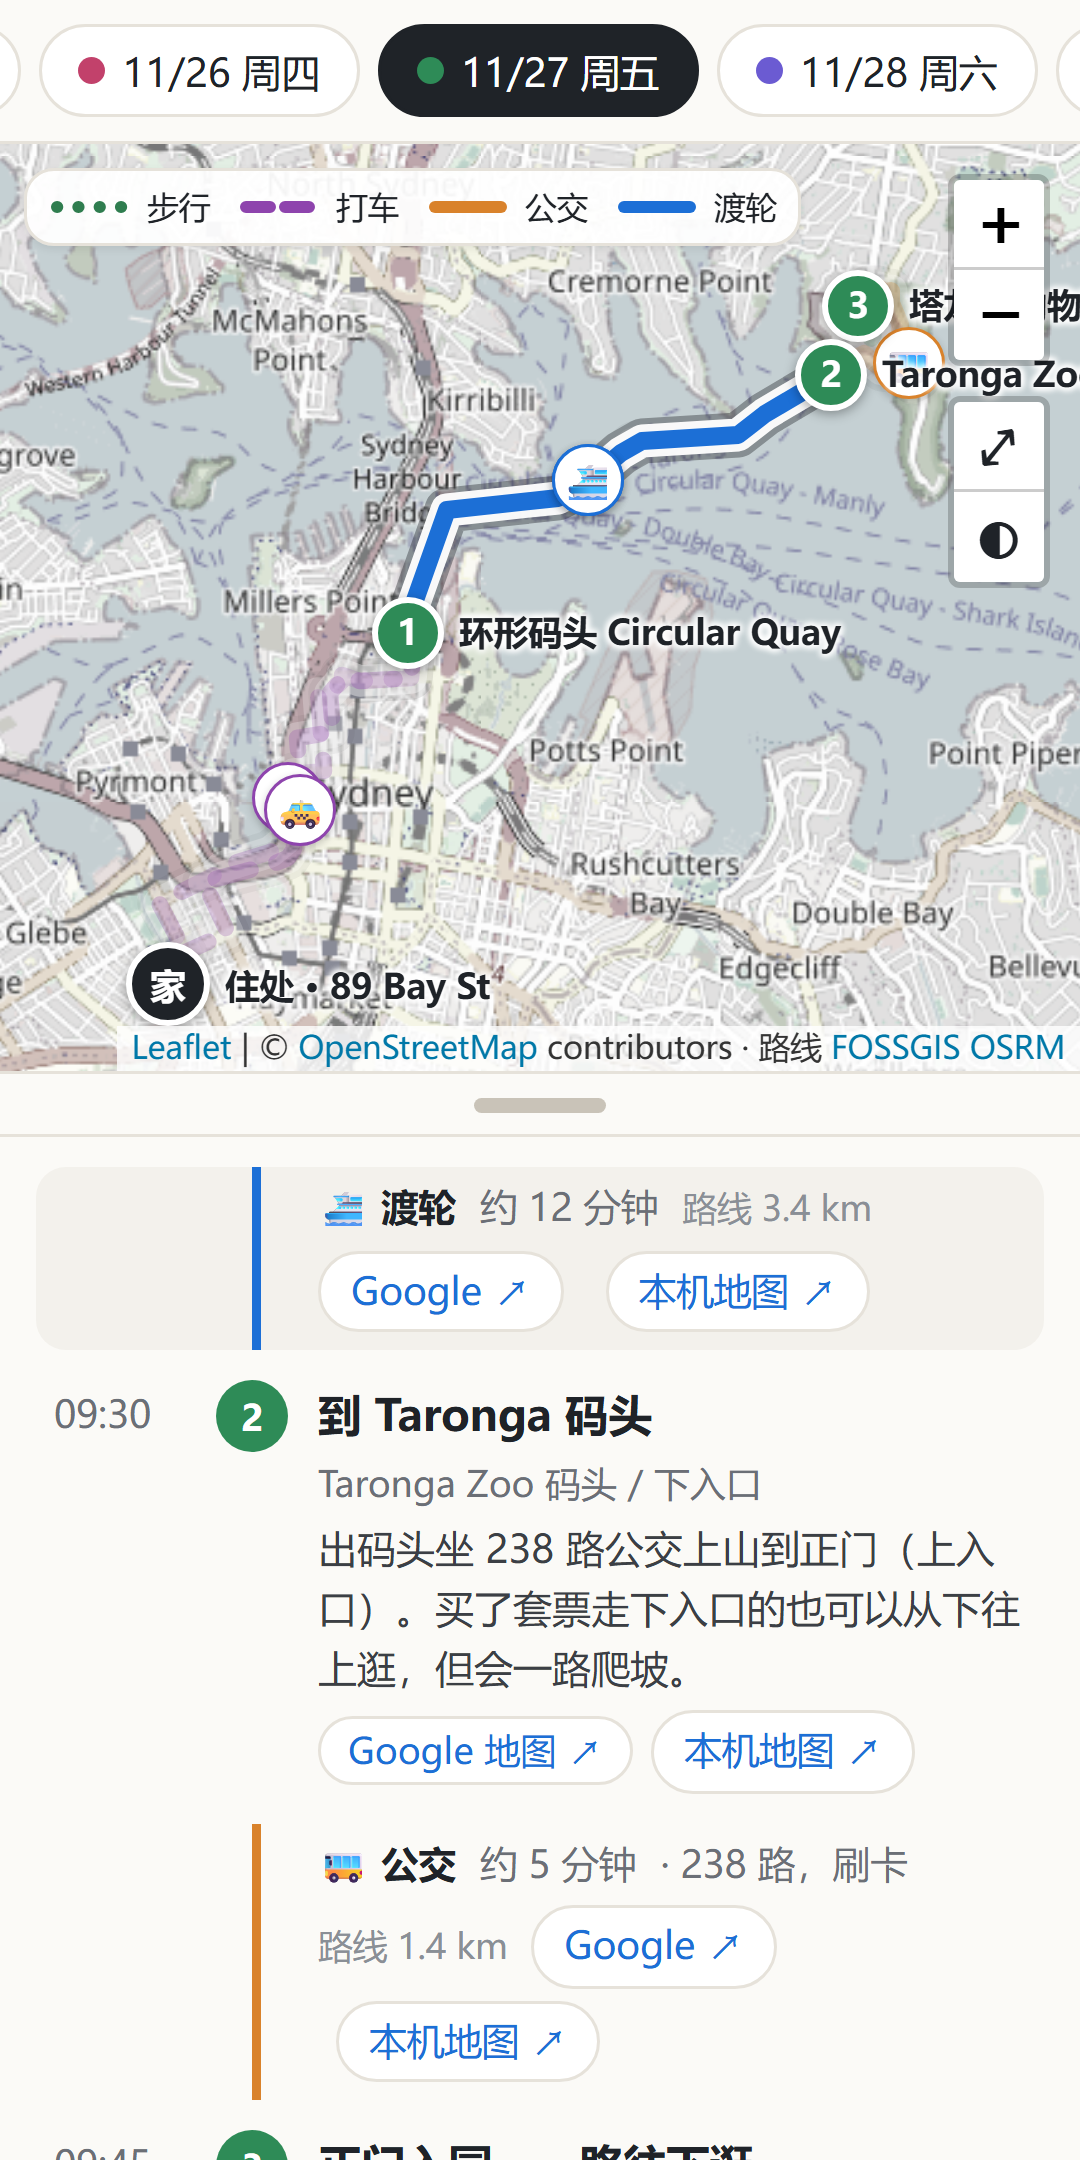 11/26 周四
11/27 周五
11/28 周六
步行
打车
公交
渡轮
North Sydney
Cremorne Point
3
+
McMahons
Point
−
Western Harbour Tunnel
2
Taronga Zoo
Kirribilli
Sydney
Harbour
grove
Circular Quay - Manly
Double Bay
Circular Quay - Shark Island
Millers Point
1
环形码头 Circular Quay
Potts Point
Point Piper
Pyrmont
Rushcutters
Bay
Double Bay
Glebe
Edgecliff
家
住处 · 89 Bay St
Leaflet | © OpenStreetMap contributors · 路线 FOSSGIS OSRM
渡轮 约 12 分钟 路线 3.4 km
Google ↗
本机地图 ↗
09:30
2
到 Taronga 码头
Taronga Zoo 码头 / 下入口
出码头坐 238 路公交上山到正门（上入
口）。买了套票走下入口的也可以从下往
上逛，但会一路爬坡。
Google 地图 ↗
本机地图 ↗
公交 约 5 分钟 · 238 路，刷卡
路线 1.4 km
Google ↗
本机地图 ↗